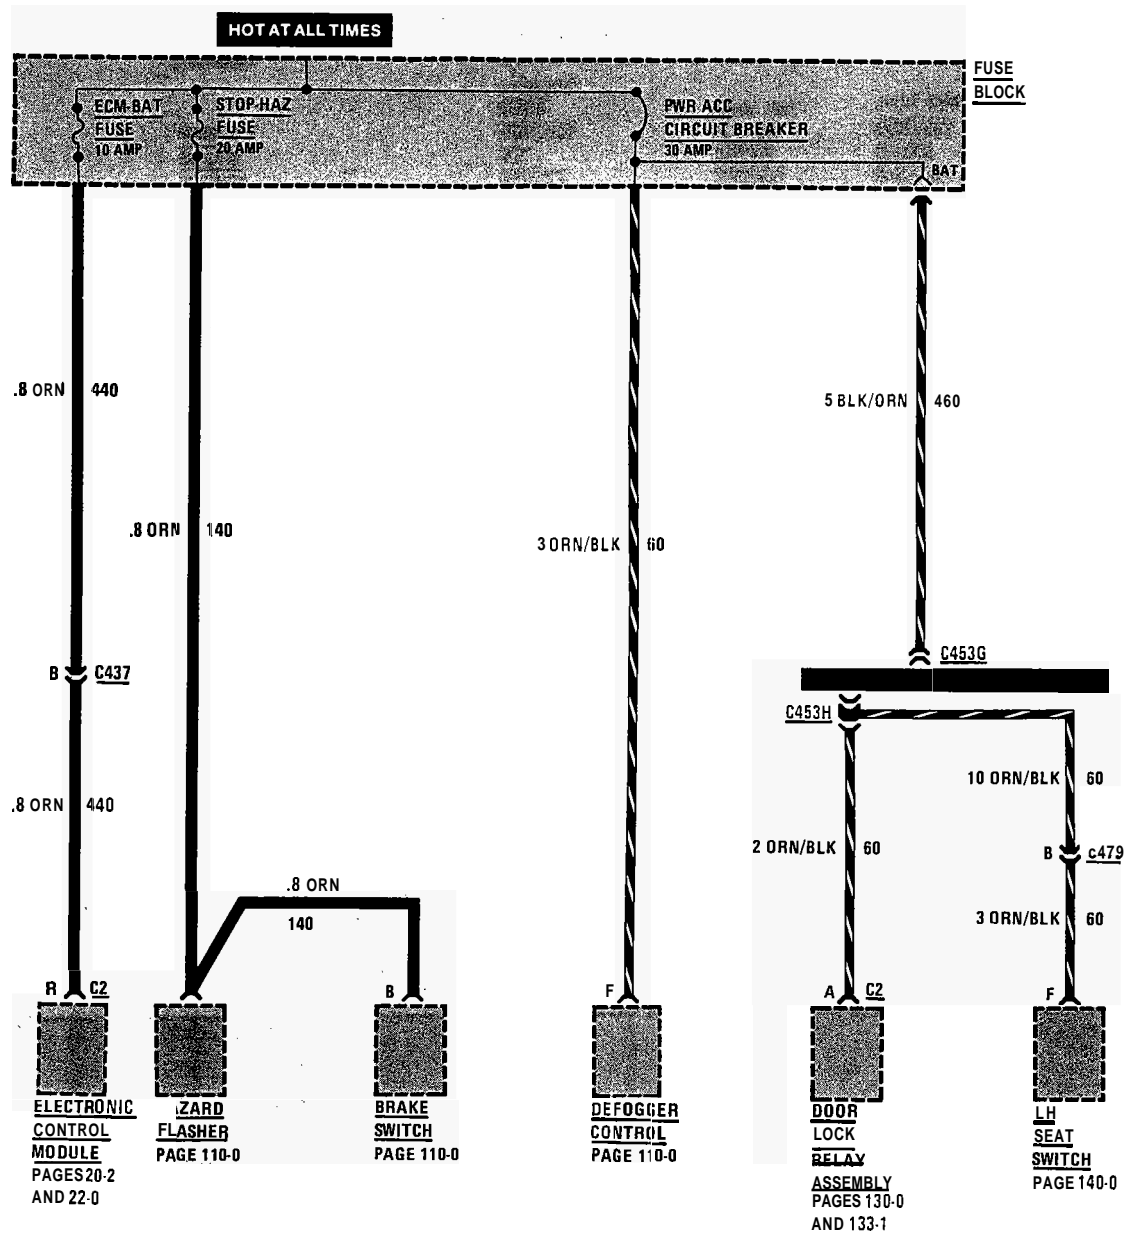 HOT AT ALL TIMES
FUSE
BLOCK
ECM-BAT
FUSE
10 AMP
STOP-HAZ
FUSE
20 AMP
PWR ACC
CIRCUIT BREAKER
30 AMP
BAT
.8 ORN 440
5 BLK/ORN 460
.8 ORN 140
3 ORN/BLK 60
B C437
C453G
C453H
10 ORN/BLK 60
.8 ORN 440
2 ORN/BLK 60
B c479
.8 ORN
140
3 ORN/BLK 60
R C2
B
F
A C2
F
ELECTRONIC
CONTROL
MODULE
PAGES 20-2
AND 22-0
ZARD
FLASHER
PAGE 110-0
BRAKE
SWITCH
PAGE 110-0
DEFOGGER
CONTROL
PAGE 110-0
DOOR
LOCK
RELAY
ASSEMBLY
PAGES 130-0
AND 133-1
LH
SEAT
SWITCH
PAGE 140-0